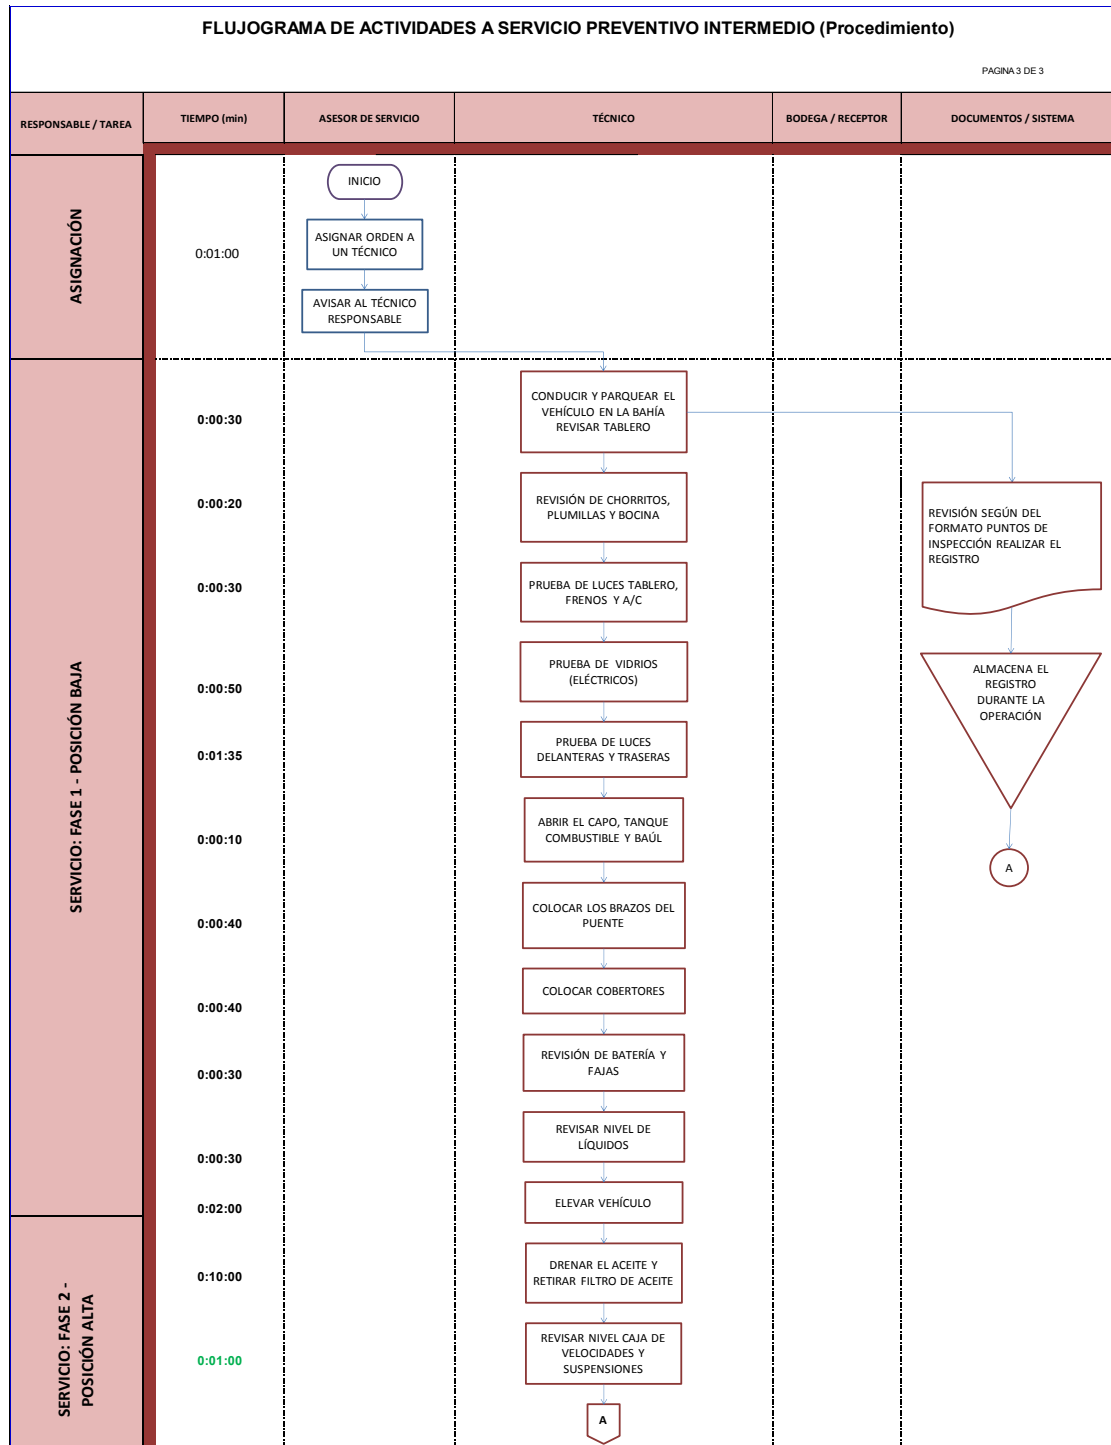 FLUJOGRAMA DE ACTIVIDADES A SERVICIO PREVENTIVO INTERMEDIO (Procedimiento)
PAGINA 3 DE 3
RESPONSABLE / TAREA
TIEMPO (min)
ASESOR DE SERVICIO
TÉCNICO
BODEGA / RECEPTOR
DOCUMENTOS / SISTEMA
ASIGNACIÓN
0:01:00
INICIO
ASIGNAR ORDEN A
UN TÉCNICO
AVISAR AL TÉCNICO
RESPONSABLE
SERVICIO: FASE 1 - POSICIÓN BAJA
0:00:30
CONDUCIR Y PARQUEAR EL
VEHÍCULO EN LA BAHÍA
REVISAR TABLERO
0:00:20
REVISIÓN DE CHORRITOS,
PLUMILLAS Y BOCINA
REVISIÓN SEGÚN DEL
FORMATO PUNTOS DE
INSPECCIÓN REALIZAR EL
REGISTRO
0:00:30
PRUEBA DE LUCES TABLERO,
FRENOS Y A/C
0:00:50
PRUEBA DE VIDRIOS
(ELÉCTRICOS)
ALMACENA EL
REGISTRO
DURANTE LA
OPERACIÓN
0:01:35
PRUEBA DE LUCES
DELANTERAS Y TRASERAS
0:00:10
ABRIR EL CAPO, TANQUE
COMBUSTIBLE Y BAÚL
A
0:00:40
COLOCAR LOS BRAZOS DEL
PUENTE
0:00:40
COLOCAR COBERTORES
0:00:30
REVISIÓN DE BATERÍA Y
FAJAS
0:00:30
REVISAR NIVEL DE
LÍQUIDOS
0:02:00
ELEVAR VEHÍCULO
SERVICIO: FASE 2 -
POSICIÓN ALTA
0:10:00
DRENAR EL ACEITE Y
RETIRAR FILTRO DE ACEITE
0:01:00
REVISAR NIVEL CAJA DE
VELOCIDADES Y
SUSPENSIONES
A